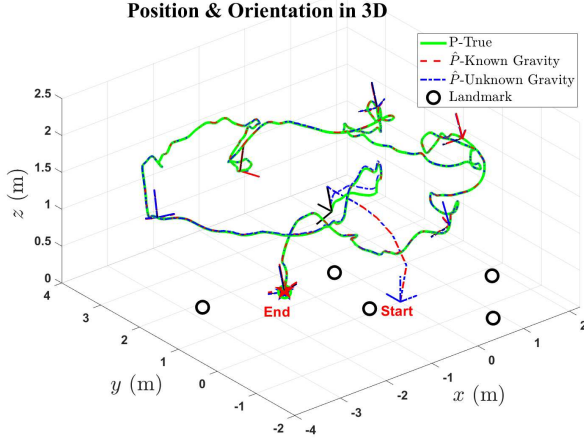 Position & Orientation in 3D
P-True
P̂-Known Gravity
P̂-Unknown Gravity
Landmark
2.5
2
1.5
1
0.5
0
z (m)
4
3
2
1
0
-1
-2
y (m)
-4
-3
-2
-1
0
1
2
x (m)
End
Start